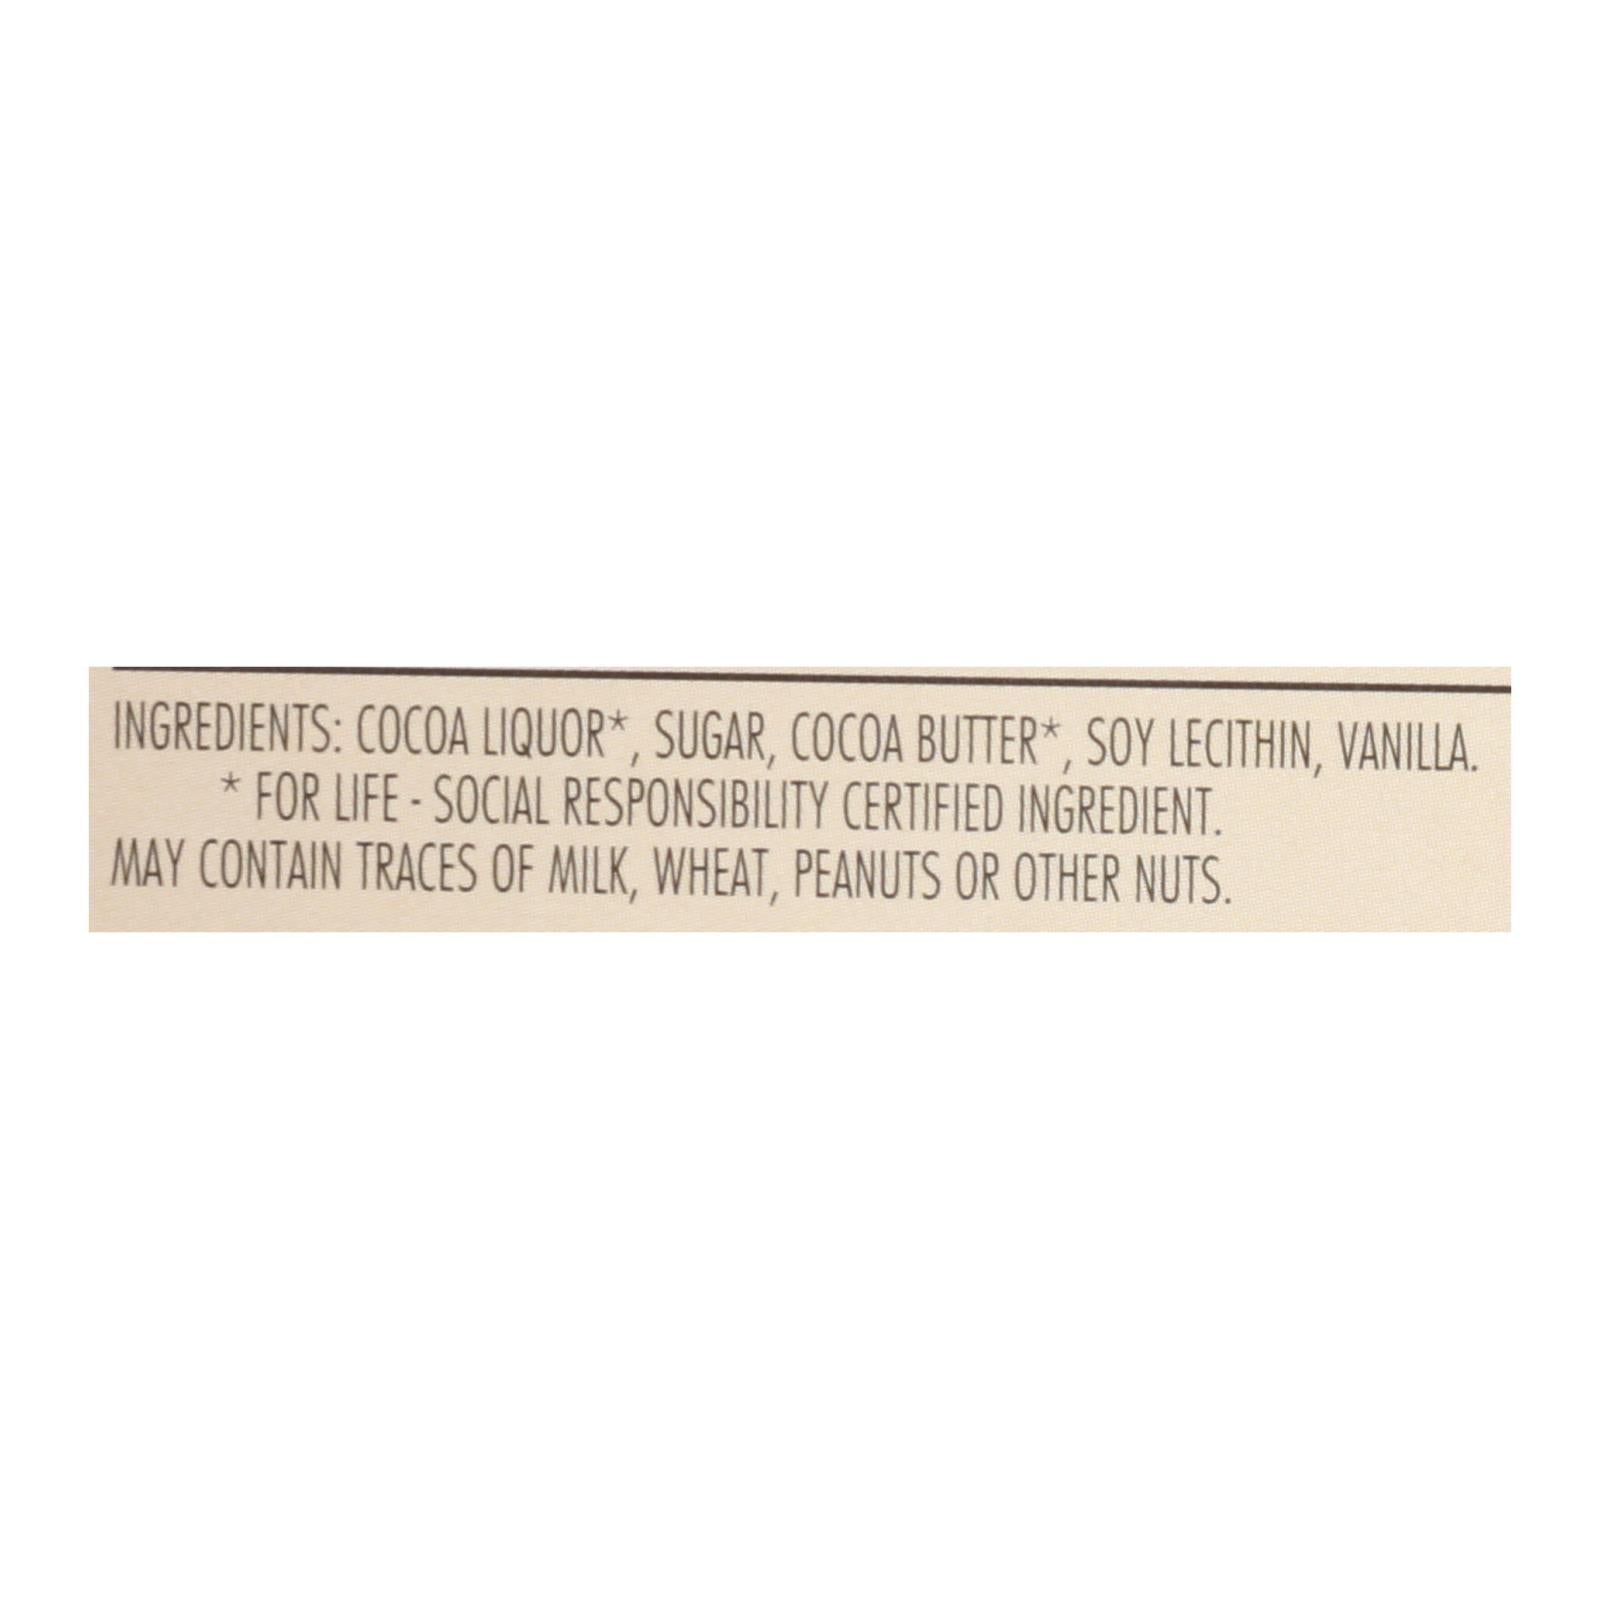 INGREDIENTS: COCOA LIQUOR*, SUGAR, COCOA BUTTER*, SOY LECITHIN, VANILLA.
* FOR LIFE - SOCIAL RESPONSIBILITY CERTIFIED INGREDIENT.
MAY CONTAIN TRACES OF MILK, WHEAT, PEANUTS OR OTHER NUTS.